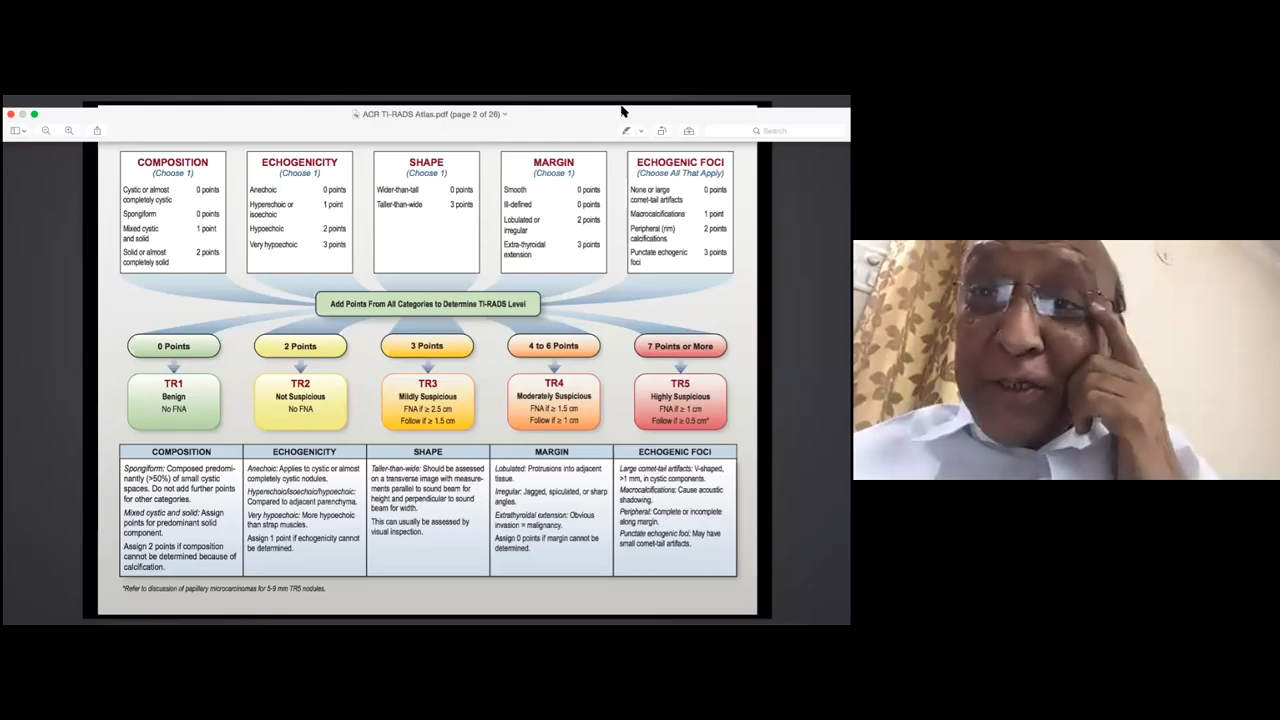 ACR TI-RADS Atlas.pdf (page 2 of 26)
Search
COMPOSITION
(Choose 1)
Cystic or almost 0 points
completely cystic
Spongiform 0 points
Mixed cystic 1 point
and solid
Solid or almost 2 points
completely solid
ECHOGENICITY
(Choose 1)
Anechoic 0 points
Hyperechoic or 1 point
isoechoic
Hypoechoic 2 points
Very hypoechoic 3 points
SHAPE
(Choose 1)
Wider-than-tall 0 points
Taller-than-wide 3 points
MARGIN
(Choose 1)
Smooth 0 points
Ill-defined 0 points
Lobulated or 2 points
irregular
Extra-thyroidal 3 points
extension
ECHOGENIC FOCI
(Choose All That Apply)
None or large 0 points
comet-tail artifacts
Macrocalcifications 1 point
Peripheral (rim) 2 points
calcifications
Punctate echogenic 3 points
foci
Add Points From All Categories to Determine TI-RADS Level
0 Points
2 Points
3 Points
4 to 6 Points
7 Points or More
TR1
Benign
No FNA
TR2
Not Suspicious
No FNA
TR3
Mildly Suspicious
FNA if ≥ 2.5 cm
Follow if ≥ 1.5 cm
TR4
Moderately Suspicious
FNA if ≥ 1.5 cm
Follow if ≥ 1 cm
TR5
Highly Suspicious
FNA if ≥ 1 cm
Follow if ≥ 0.5 cm*
COMPOSITION
Spongiform: Composed predomi-
nantly (>50%) of small cystic
spaces. Do not add further points
for other categories.
Mixed cystic and solid: Assign
points for predominant solid
component.
Assign 2 points if composition
cannot be determined because of
calcification.
ECHOGENICITY
Anechoic: Applies to cystic or almost
completely cystic nodules.
Hyperechoic/isoechoic/hypoechoic:
Compared to adjacent parenchyma.
Very hypoechoic: More hypoechoic
than strap muscles.
Assign 1 point if echogenicity cannot
be determined.
SHAPE
Taller-than-wide: Should be assessed
on a transverse image with measure-
ments parallel to sound beam for
height and perpendicular to sound
beam for width.
This can usually be assessed by
visual inspection.
MARGIN
Lobulated: Protrusions into adjacent
tissue.
Irregular: Jagged, spiculated, or sharp
angles.
Extrathyroidal extension: Obvious
invasion = malignancy.
Assign 0 points if margin cannot be
determined.
ECHOGENIC FOCI
Large comet-tail artifacts: V-shaped,
>1 mm, in cystic components.
Macrocalcifications: Cause acoustic
shadowing.
Peripheral: Complete or incomplete
along margin.
Punctate echogenic foci: May have
small comet-tail artifacts.
*Refer to discussion of papillary microcarcinomas for 5-9 mm TR5 nodules.